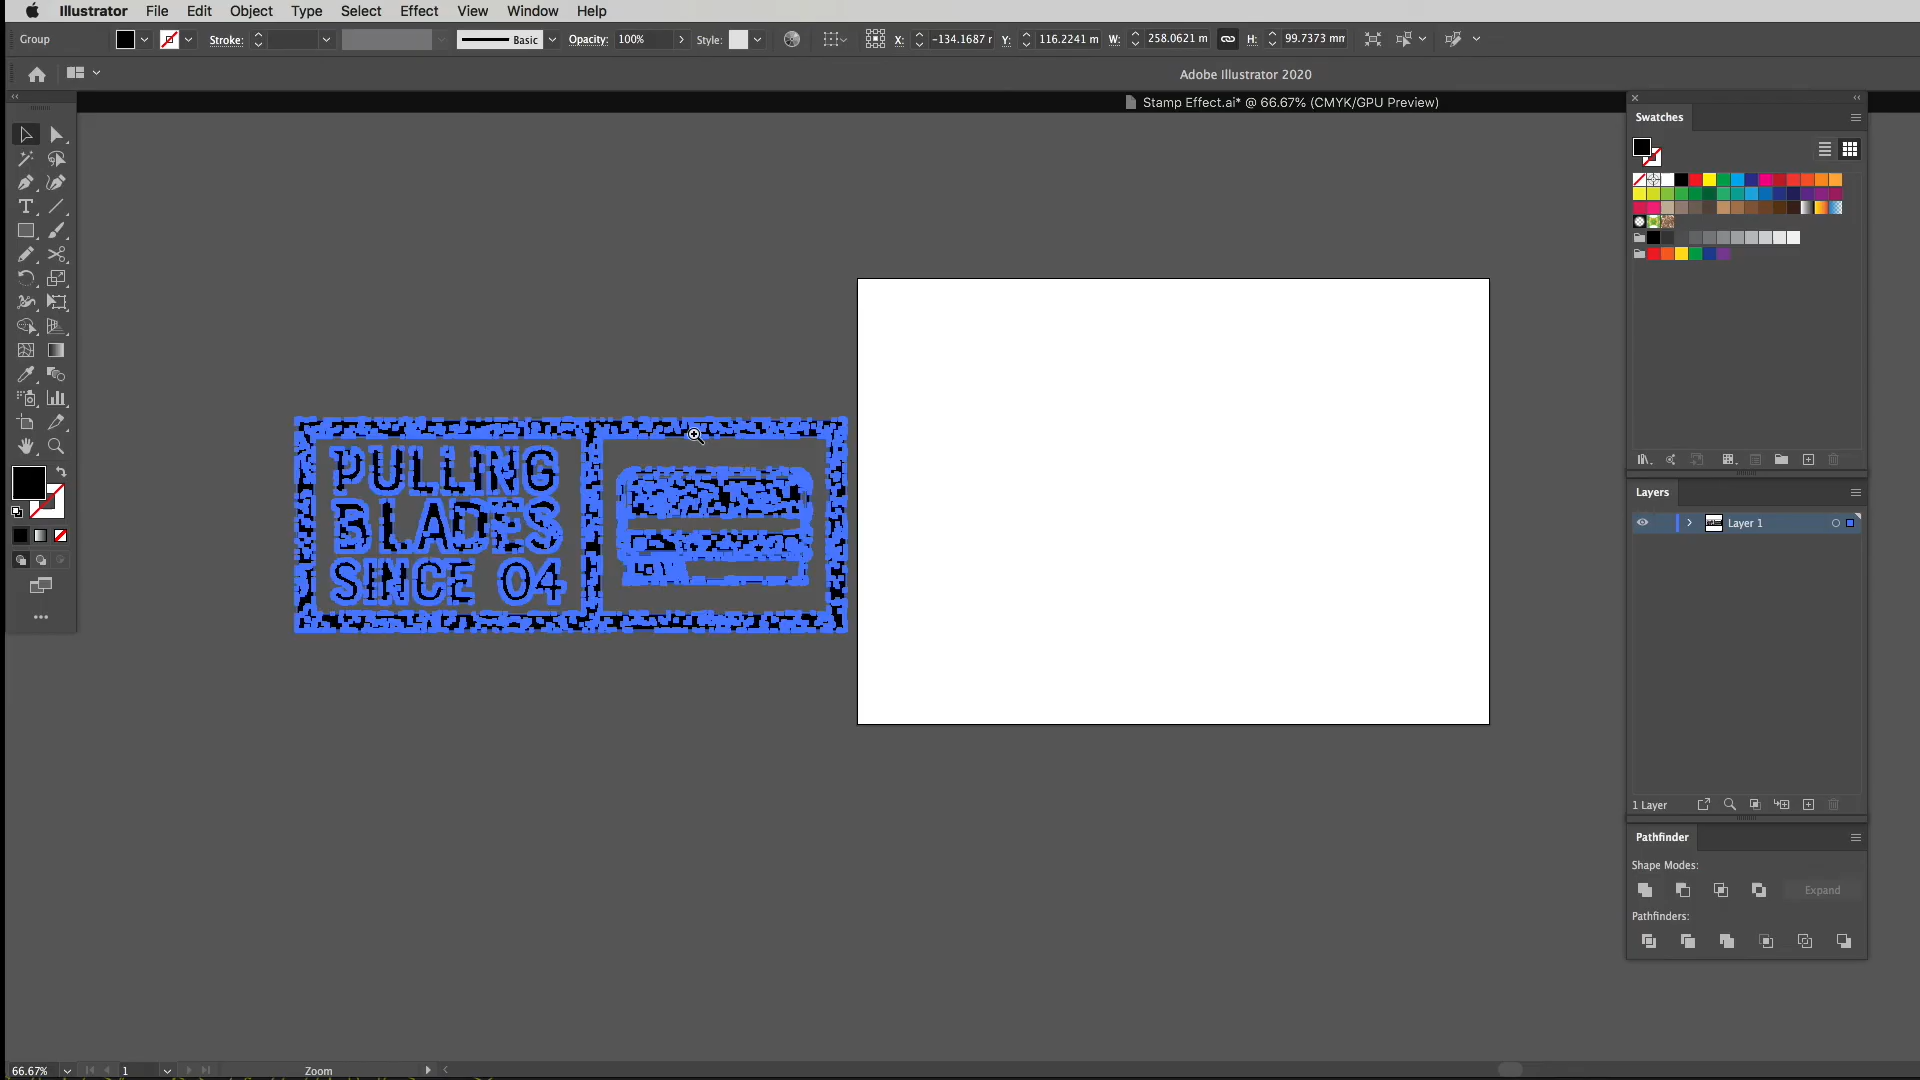 Illustrator File Edit Object Type Select Effect View Window Help
Group Stroke: Basic Opacity: 100% Style: X: -134.1687 r Y: 116.2241 m W: 258.0621 m H: 99.7373 mm
Adobe Illustrator 2020
Stamp Effect.ai* @ 66.67% (CMYK/GPU Preview)
Swatches
PULLING
BLADES
SINCE 04
Layers
Layer 1
1 Layer
Pathfinder
Shape Modes:
Expand
Pathfinders:
66.67% 1 Zoom